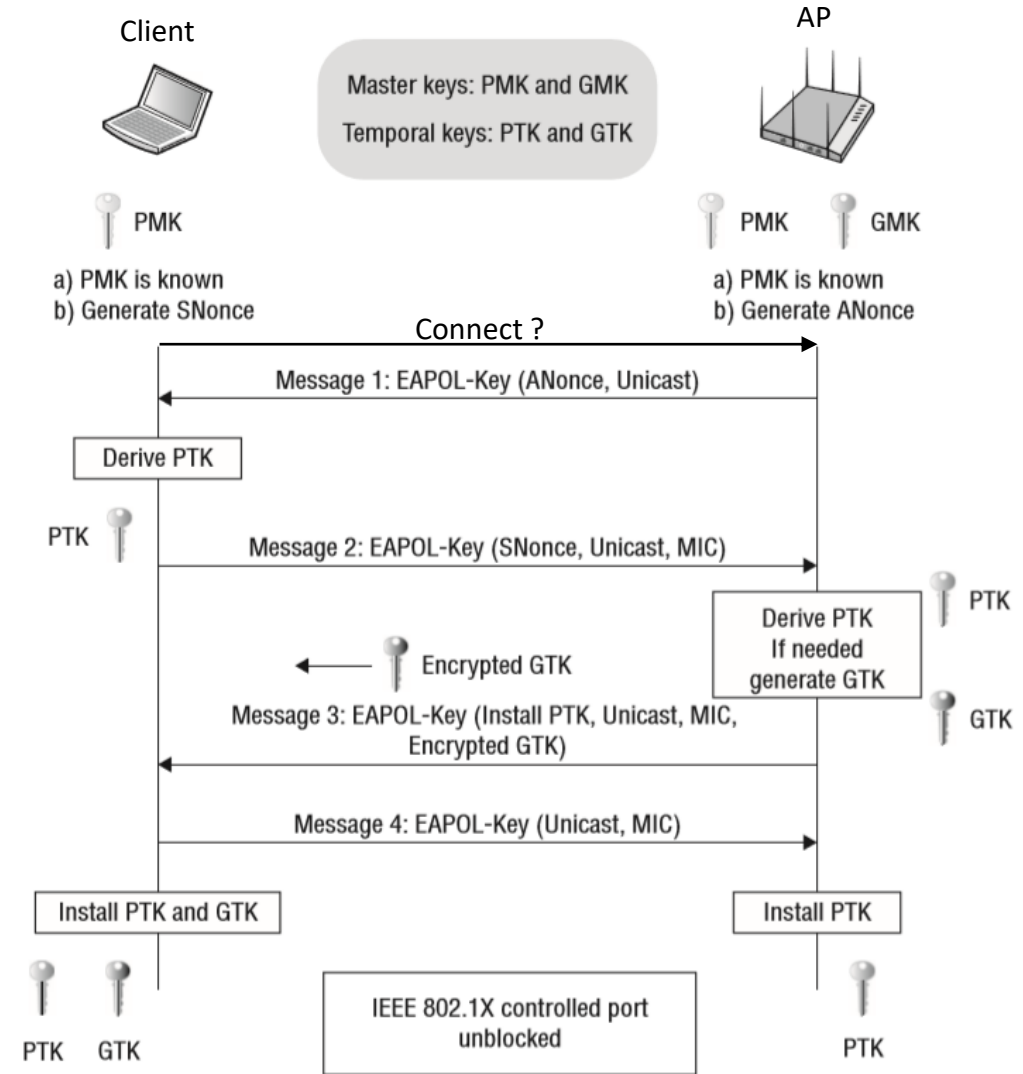 Client
AP
Master keys: PMK and GMK
Temporal keys: PTK and GTK
PMK
PMK
GMK
a) PMK is known
b) Generate SNonce
a) PMK is known
b) Generate ANonce
Connect ?
Message 1: EAPOL-Key (ANonce, Unicast)
Derive PTK
PTK
Message 2: EAPOL-Key (SNonce, Unicast, MIC)
Derive PTK
If needed
generate GTK
PTK
Encrypted GTK
GTK
Message 3: EAPOL-Key (Install PTK, Unicast, MIC,
Encrypted GTK)
Message 4: EAPOL-Key (Unicast, MIC)
Install PTK and GTK
Install PTK
IEEE 802.1X controlled port
unblocked
PTK
GTK
PTK